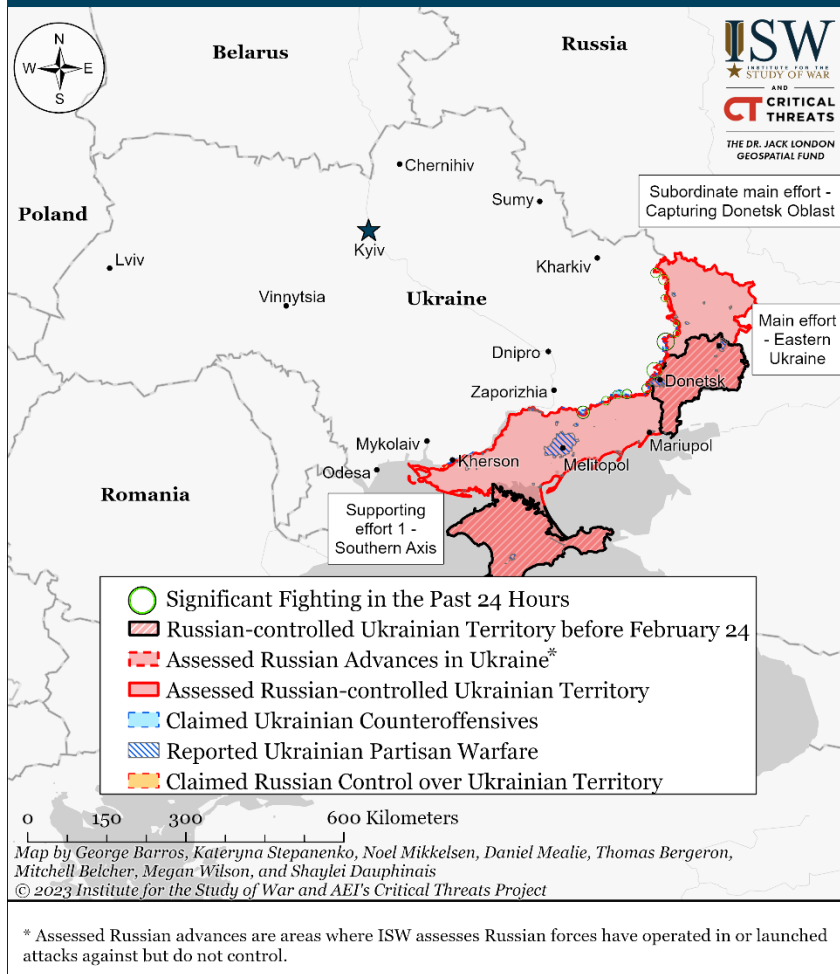 Belarus
Russia
N
W E
S
ISW
INSTITUTE FOR THE
STUDY OF WAR
AND
CT CRITICAL
THREATS
THE DR. JACK LONDON
GEOSPATIAL FUND
Chernihiv
Subordinate main effort -
Capturing Donetsk Oblast
Poland
Sumy
Kyiv
Lviv
Kharkiv
Vinnytsia
Ukraine
Main effort
- Eastern
Ukraine
Dnipro
Donetsk
Zaporizhia
Mykolaiv
Mariupol
Kherson
Melitopol
Odesa
Romania
Supporting
effort 1 -
Southern Axis
Significant Fighting in the Past 24 Hours
Russian-controlled Ukrainian Territory before February 24
Assessed Russian Advances in Ukraine*
Assessed Russian-controlled Ukrainian Territory
Claimed Ukrainian Counteroffensives
Reported Ukrainian Partisan Warfare
Claimed Russian Control over Ukrainian Territory
0 150 300 600 Kilometers
Map by George Barros, Kateryna Stepanenko, Noel Mikkelsen, Daniel Mealie, Thomas Bergeron,
Mitchell Belcher, Megan Wilson, and Shaylei Dauphinais
© 2023 Institute for the Study of War and AEI's Critical Threats Project
* Assessed Russian advances are areas where ISW assesses Russian forces have operated in or launched
attacks against but do not control.